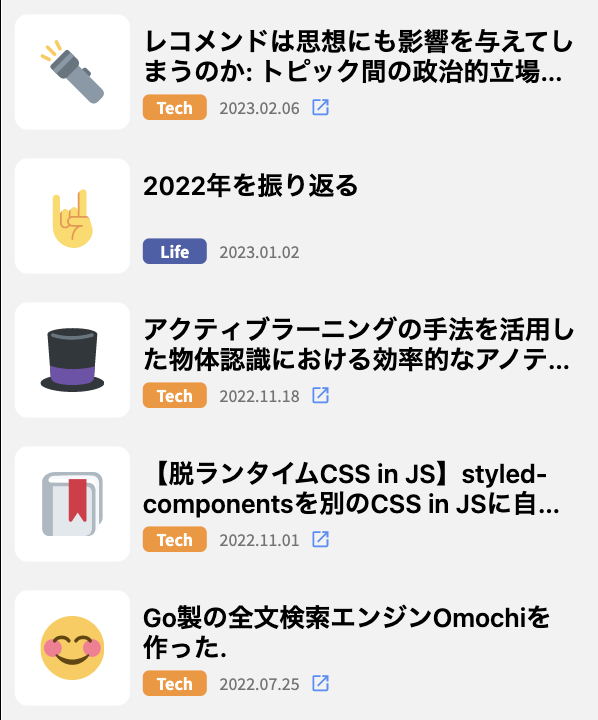 レコメンドは思想にも影響を与えてし
まうのか: トピック間の政治的立場...
Tech 2023.02.06
2022年を振り返る
Life 2023.01.02
アクティブラーニングの手法を活用し
た物体認識における効率的なアノテ...
Tech 2022.11.18
【脱ランタイムCSS in JS】styled-
componentsを別のCSS in JSに自...
Tech 2022.11.01
Go製の全文検索エンジンOmochiを
作った.
Tech 2022.07.25